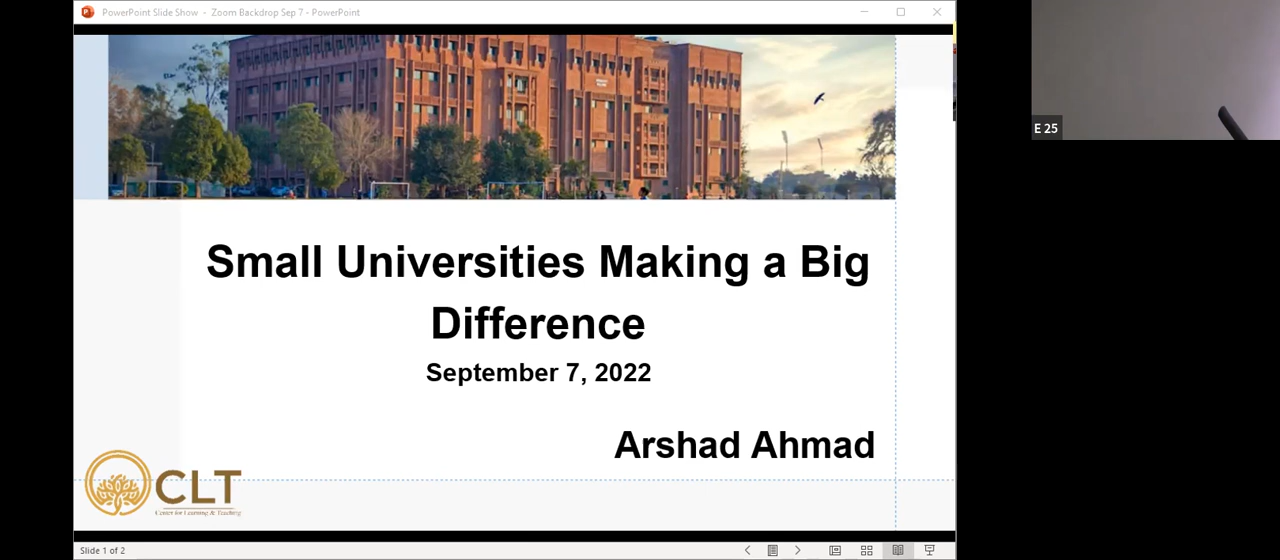 PowerPoint Slide Show - Zoom Backdrop Sep 7 - PowerPoint
E 25
Small Universities Making a Big
Difference
September 7, 2022
Arshad Ahmad
CLT
Center for Learning & Teaching
Slide 1 of 2